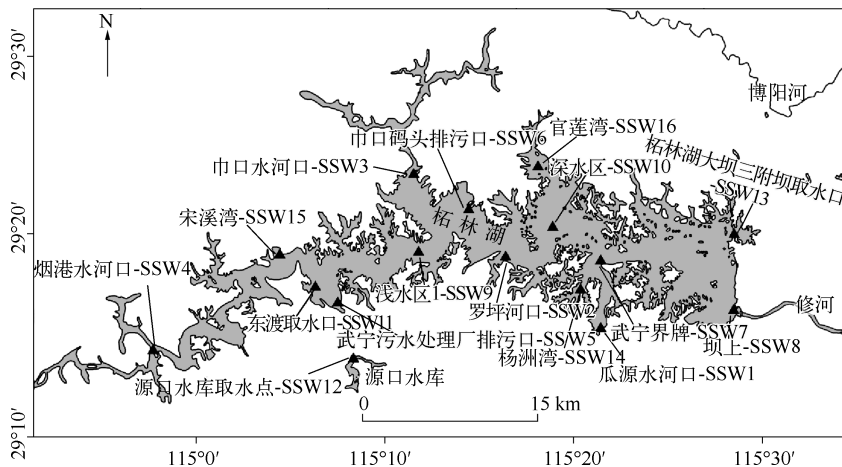 N
29°30′
博阳河
官莲湾-SSW16
巾口码头排污口-SSW6
柘林湖大坝三附坝取水口
-SSW13
巾口水河口-SSW3
深水区-SSW10
29°20′
柘林湖
宋溪湾-SSW15
烟港水河口-SSW4
浅水区1-SSW9
罗坪河口-SSW2
修河
东渡取水口-SSW11
武宁界牌-SSW7
武宁污水处理厂排污口-SSW5
坝上-SSW8
杨洲湾-SSW14
瓜源水河口-SSW1
源口水库取水点-SSW12
源口水库
0
15 km
29°10′
115°0′
115°10′
115°20′
115°30′